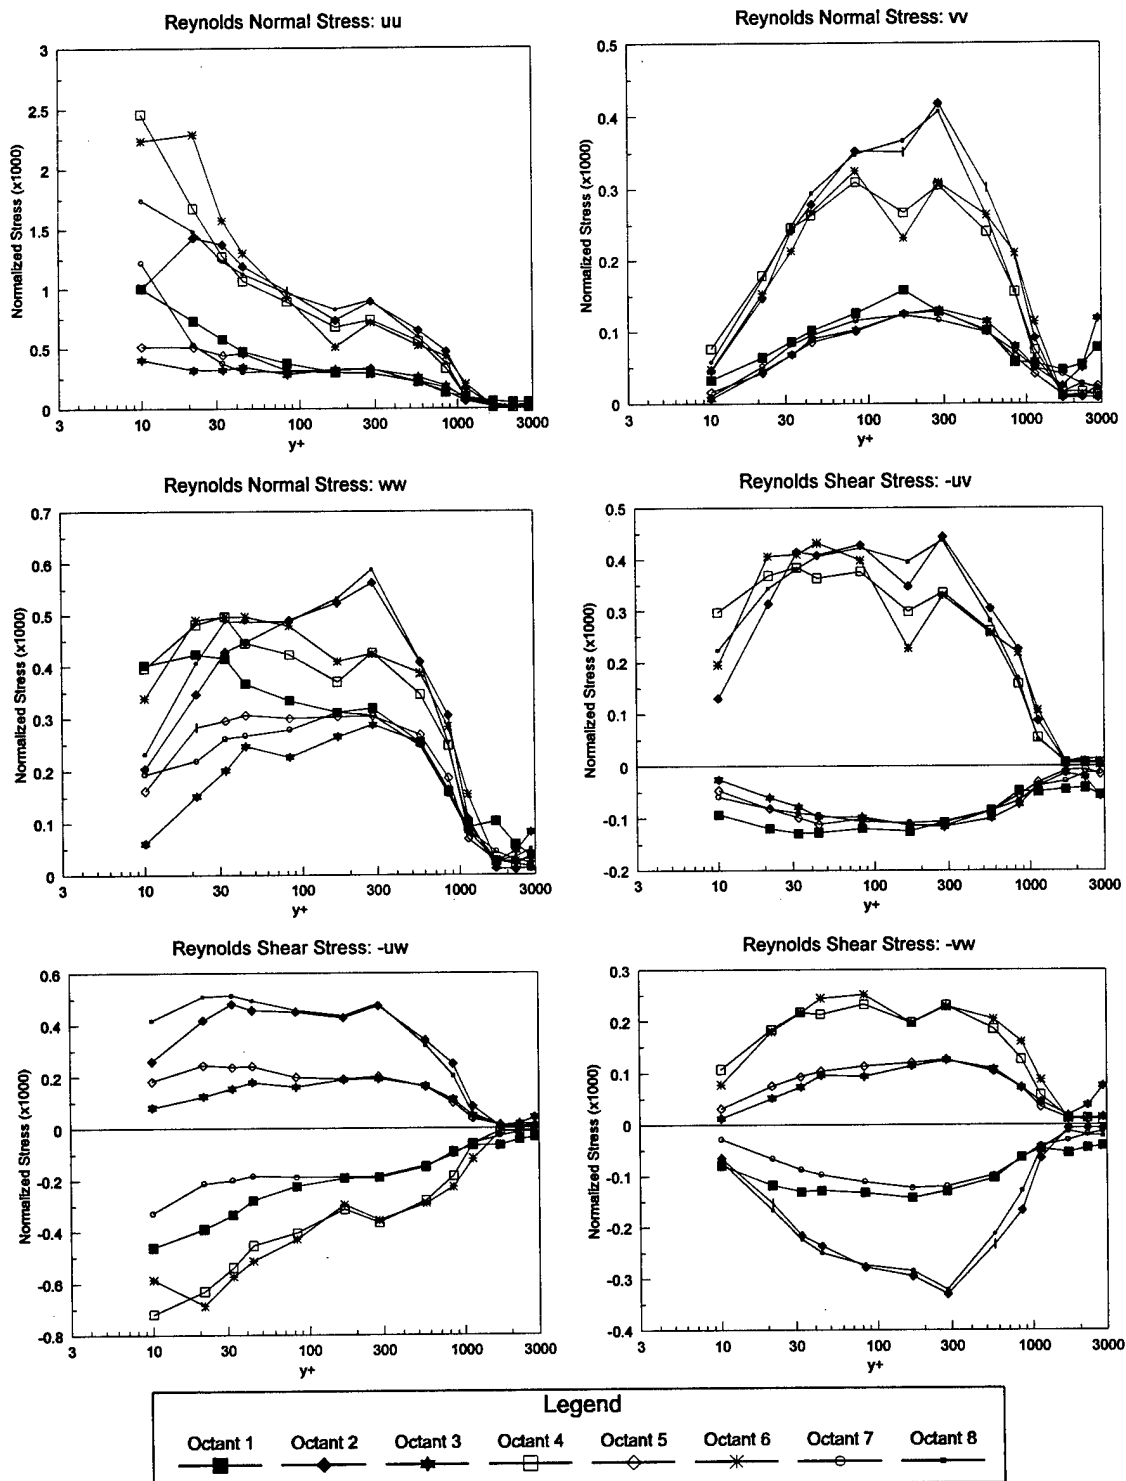 Reynolds Normal Stress: uu
Normalized Stress (x1000)
3
2.5
2
1.5
1
0.5
0
3 10 30 100 300 1000 3000
y+
Reynolds Normal Stress: vv
Normalized Stress (x1000)
0.5
0.4
0.3
0.2
0.1
0
3 10 30 100 300 1000 3000
y+
Reynolds Normal Stress: ww
Normalized Stress (x1000)
0.7
0.6
0.5
0.4
0.3
0.2
0.1
0
3 10 30 100 300 1000 3000
y+
Reynolds Shear Stress: -uv
Normalized Stress (x1000)
0.5
0.4
0.3
0.2
0.1
0
-0.1
-0.2
3 10 30 100 300 1000 3000
y+
Reynolds Shear Stress: -uw
Normalized Stress (x1000)
0.6
0.4
0.2
0
-0.2
-0.4
-0.6
-0.8
3 10 30 100 300 1000 3000
y+
Reynolds Shear Stress: -vw
Normalized Stress (x1000)
0.3
0.2
0.1
0
-0.1
-0.2
-0.3
-0.4
3 10 30 100 300 1000 3000
y+
Legend
Octant 1 Octant 2 Octant 3 Octant 4 Octant 5 Octant 6 Octant 7 Octant 8